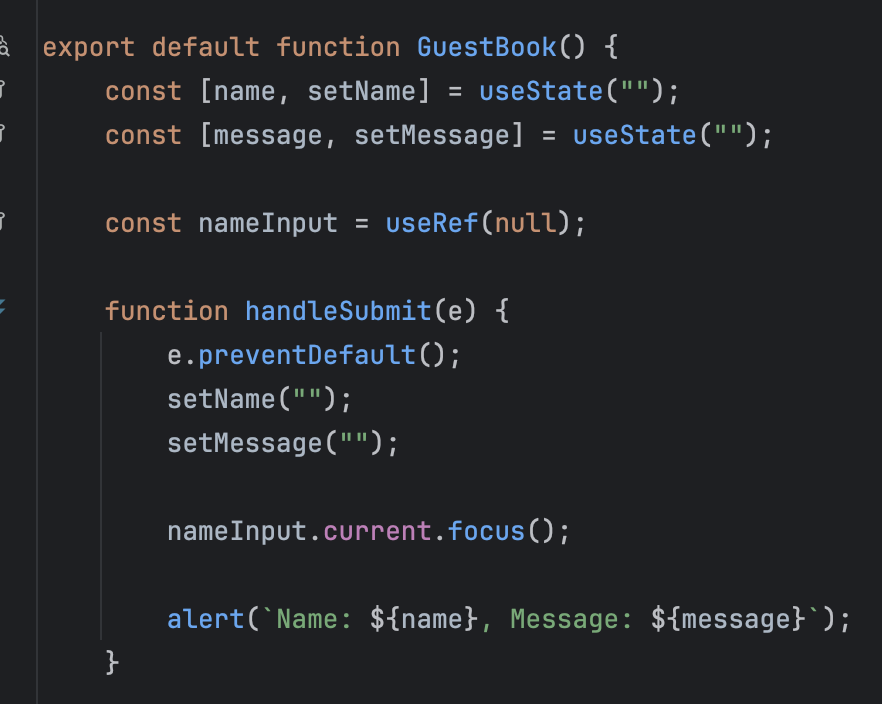 export default function GuestBook() {
const [name, setName] = useState("");
const [message, setMessage] = useState("");
const nameInput = useRef(null);
function handleSubmit(e) {
e.preventDefault();
setName("");
setMessage("");
nameInput.current.focus();
alert(`Name: ${name}, Message: ${message}`);
}